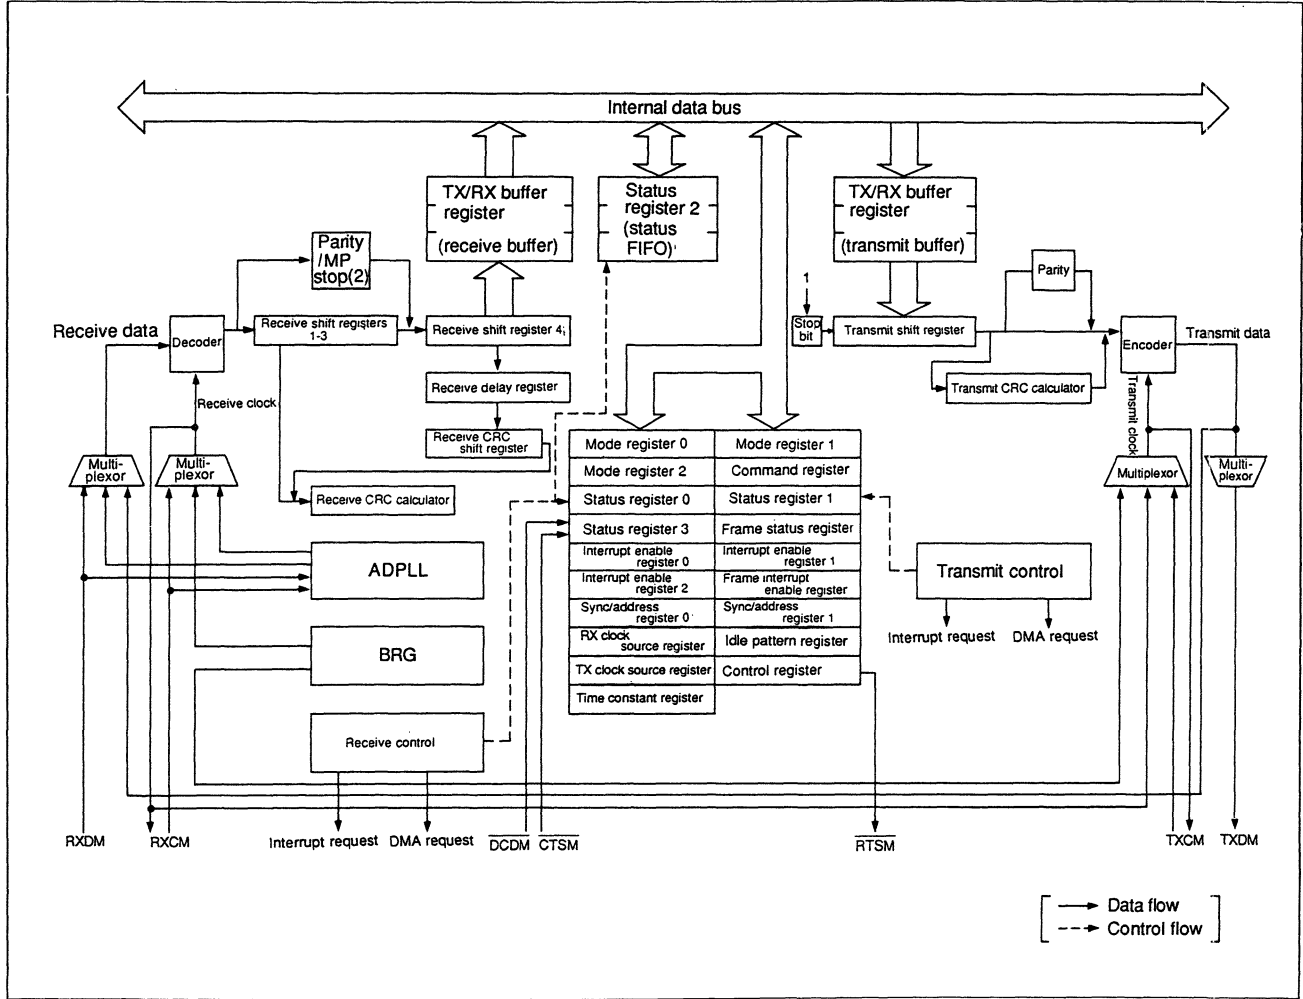 Internal data bus
TX/RX buffer
register
(receive buffer)
Status
register 2
(status
FIFO)
TX/RX buffer
register
(transmit buffer)
Parity
/MP
stop(2)
Parity
1
Receive data
Decoder
Receive shift registers
1-3
Receive shift register 4
Stop
bit
Transmit shift register
Encoder
Transmit data
Receive delay register
Transmit CRC calculator
Receive clock
Transmit clock
Receive CRC
shift register
Multi-
plexor
Multi-
plexor
Receive CRC calculator
Multiplexor
Multi-
plexor
Mode register 0
Mode register 1
Mode register 2
Command register
Status register 0
Status register 1
Status register 3
Frame status register
Interrupt enable
register 0
Interrupt enable
register 1
Interrupt enable
register 2
Frame interrupt
enable register
Sync/address
register 0
Sync/address
register 1
RX clock
source register
Idle pattern register
TX clock source register
Control register
Time constant register
ADPLL
BRG
Receive control
Transmit control
Interrupt request
DMA request
RXDM
RXCM
Interrupt request
DMA request
DCDM
CTSM
RTSM
TXCM
TXDM
Data flow
Control flow